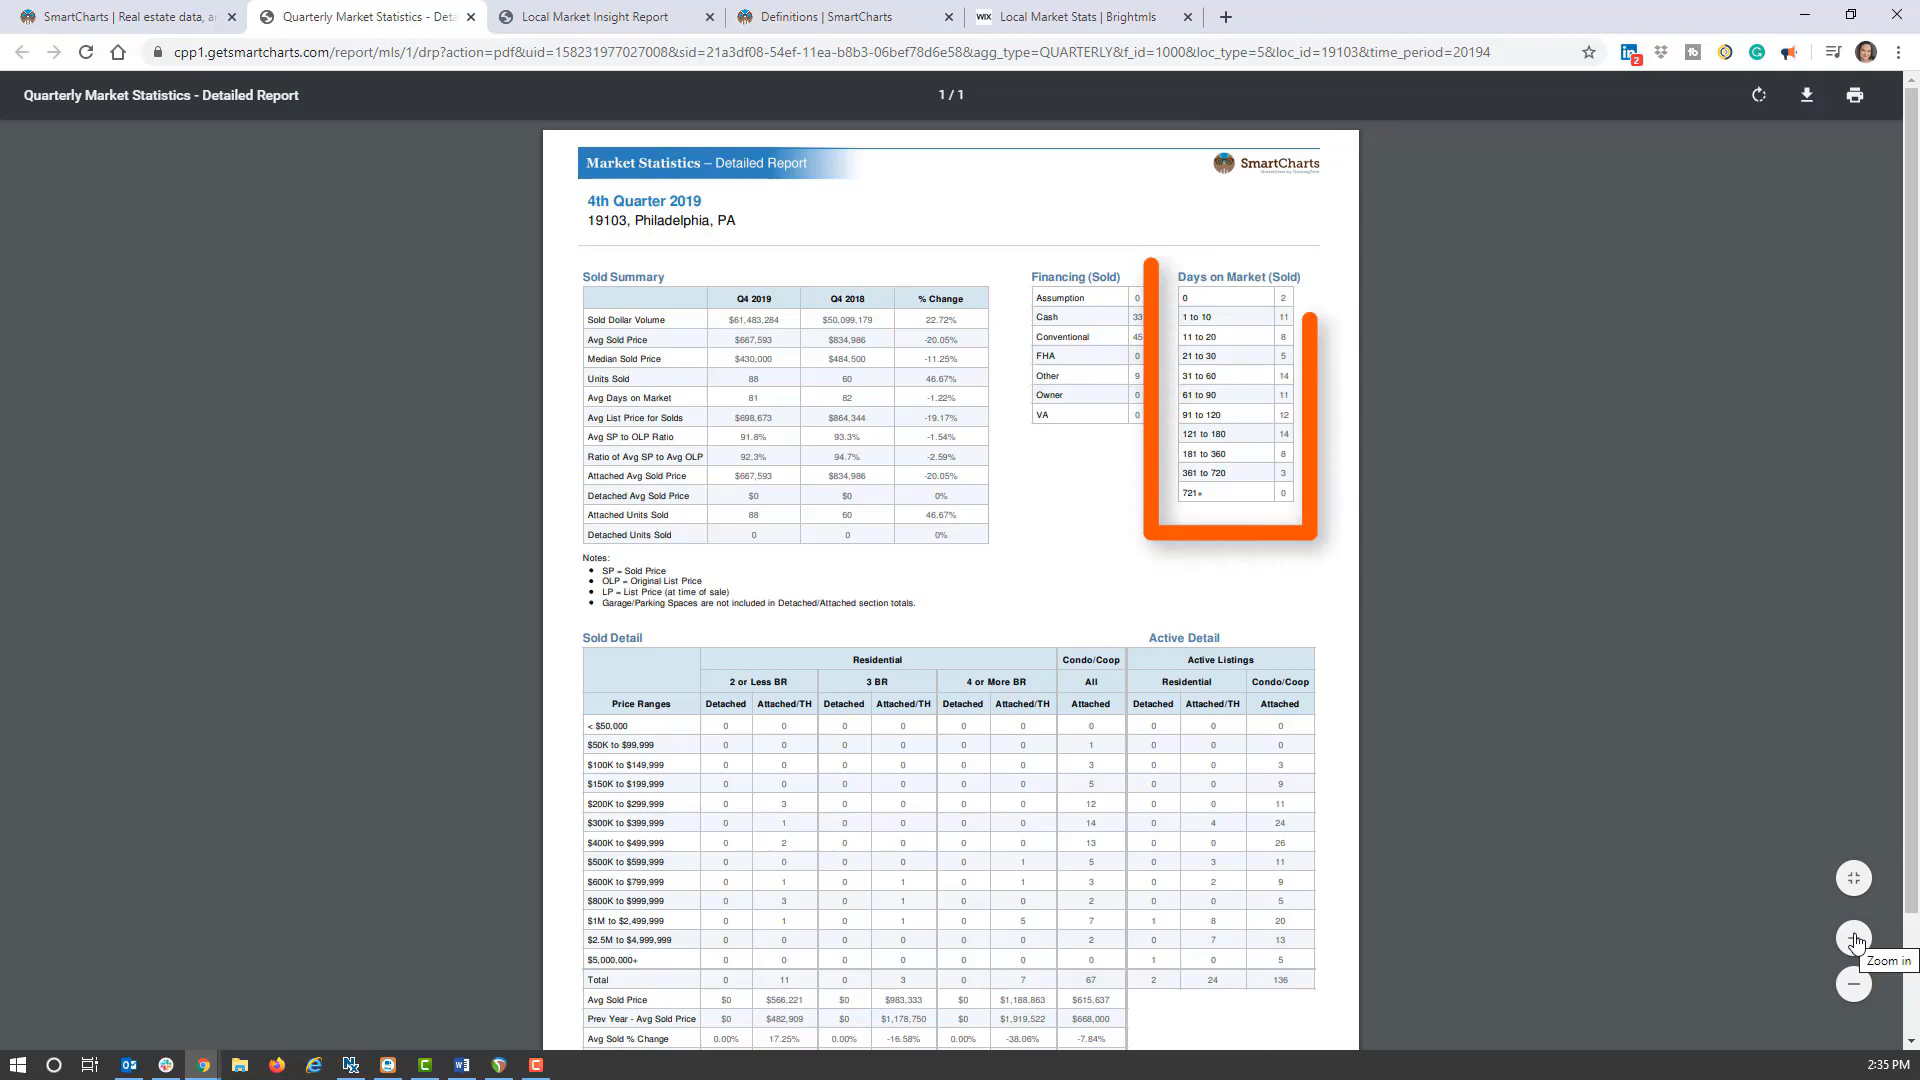 SmartCharts | Real estate data, ar
Quarterly Market Statistics - Deta
Local Market Insight Report
Definitions | SmartCharts
WIX Local Market Stats | Brightmls
cpp1.getsmartcharts.com/report/mls/1/drp?action=pdf&uid=158231977027008&sid=21a3df08-54ef-11ea-b8b3-06bef78d6e58&agg_type=QUARTERLY&f_id=1000&loc_type=5&loc_id=19103&time_period=20194
2
Quarterly Market Statistics - Detailed Report
1 / 1
Market Statistics – Detailed Report
SmartCharts
4th Quarter 2019
19103, Philadelphia, PA
Sold Summary
Q4 2019 Q4 2018 % Change
Sold Dollar Volume $61,483,284 $50,099,179 22.72%
Avg Sold Price $667,593 $834,986 -20.05%
Median Sold Price $430,000 $484,500 -11.25%
Units Sold 88 60 46.67%
Avg Days on Market 81 82 -1.22%
Avg List Price for Solds $698,673 $864,344 -19.17%
Avg SP to OLP Ratio 91.8% 93.3% -1.54%
Ratio of Avg SP to Avg OLP 92.3% 94.7% -2.59%
Attached Avg Sold Price $667,593 $834,986 -20.05%
Detached Avg Sold Price $0 $0 0%
Attached Units Sold 88 60 46.67%
Detached Units Sold 0 0 0%
Financing (Sold)
Assumption 0
Cash 33
Conventional 45
FHA 0
Other 9
Owner 0
VA 0
Days on Market (Sold)
0 2
1 to 10 11
11 to 20 8
21 to 30 5
31 to 60 14
61 to 90 11
91 to 120 12
121 to 180 14
181 to 360 8
361 to 720 3
721+ 0
Notes:
• SP = Sold Price
• OLP = Original List Price
• LP = List Price (at time of sale)
• Garage/Parking Spaces are not included in Detached/Attached section totals.
Sold Detail
Active Detail
Residential Condo/Coop Active Listings
2 or Less BR 3 BR 4 or More BR All Residential Condo/Coop
Price Ranges Detached Attached/TH Detached Attached/TH Detached Attached/TH Attached Detached Attached/TH Attached
< $50,000 0 0 0 0 0 0 0 0 0 0
$50K to $99,999 0 0 0 0 0 0 1 0 0 0
$100K to $149,999 0 0 0 0 0 0 3 0 0 3
$150K to $199,999 0 0 0 0 0 0 5 0 0 9
$200K to $299,999 0 3 0 0 0 0 12 0 0 11
$300K to $399,999 0 1 0 0 0 0 14 0 4 24
$400K to $499,999 0 2 0 0 0 0 13 0 0 26
$500K to $599,999 0 0 0 0 0 1 5 0 3 11
$600K to $799,999 0 1 0 1 0 1 3 0 2 9
$800K to $999,999 0 3 0 1 0 0 2 0 0 5
$1M to $2,499,999 0 1 0 1 0 5 7 1 8 20
$2.5M to $4,999,999 0 0 0 0 0 0 2 0 7 13
$5,000,000+ 0 0 0 0 0 0 0 1 0 5
Total 0 11 0 3 0 7 67 2 24 136
Avg Sold Price $0 $566,221 $0 $983,333 $0 $1,188,863 $615,637
Prev Year - Avg Sold Price $0 $482,909 $0 $1,178,750 $0 $1,919,522 $668,000
Avg Sold % Change 0.00% 17.25% 0.00% -16.58% 0.00% -38.06% -7.84%
Zoom in
2:35 PM